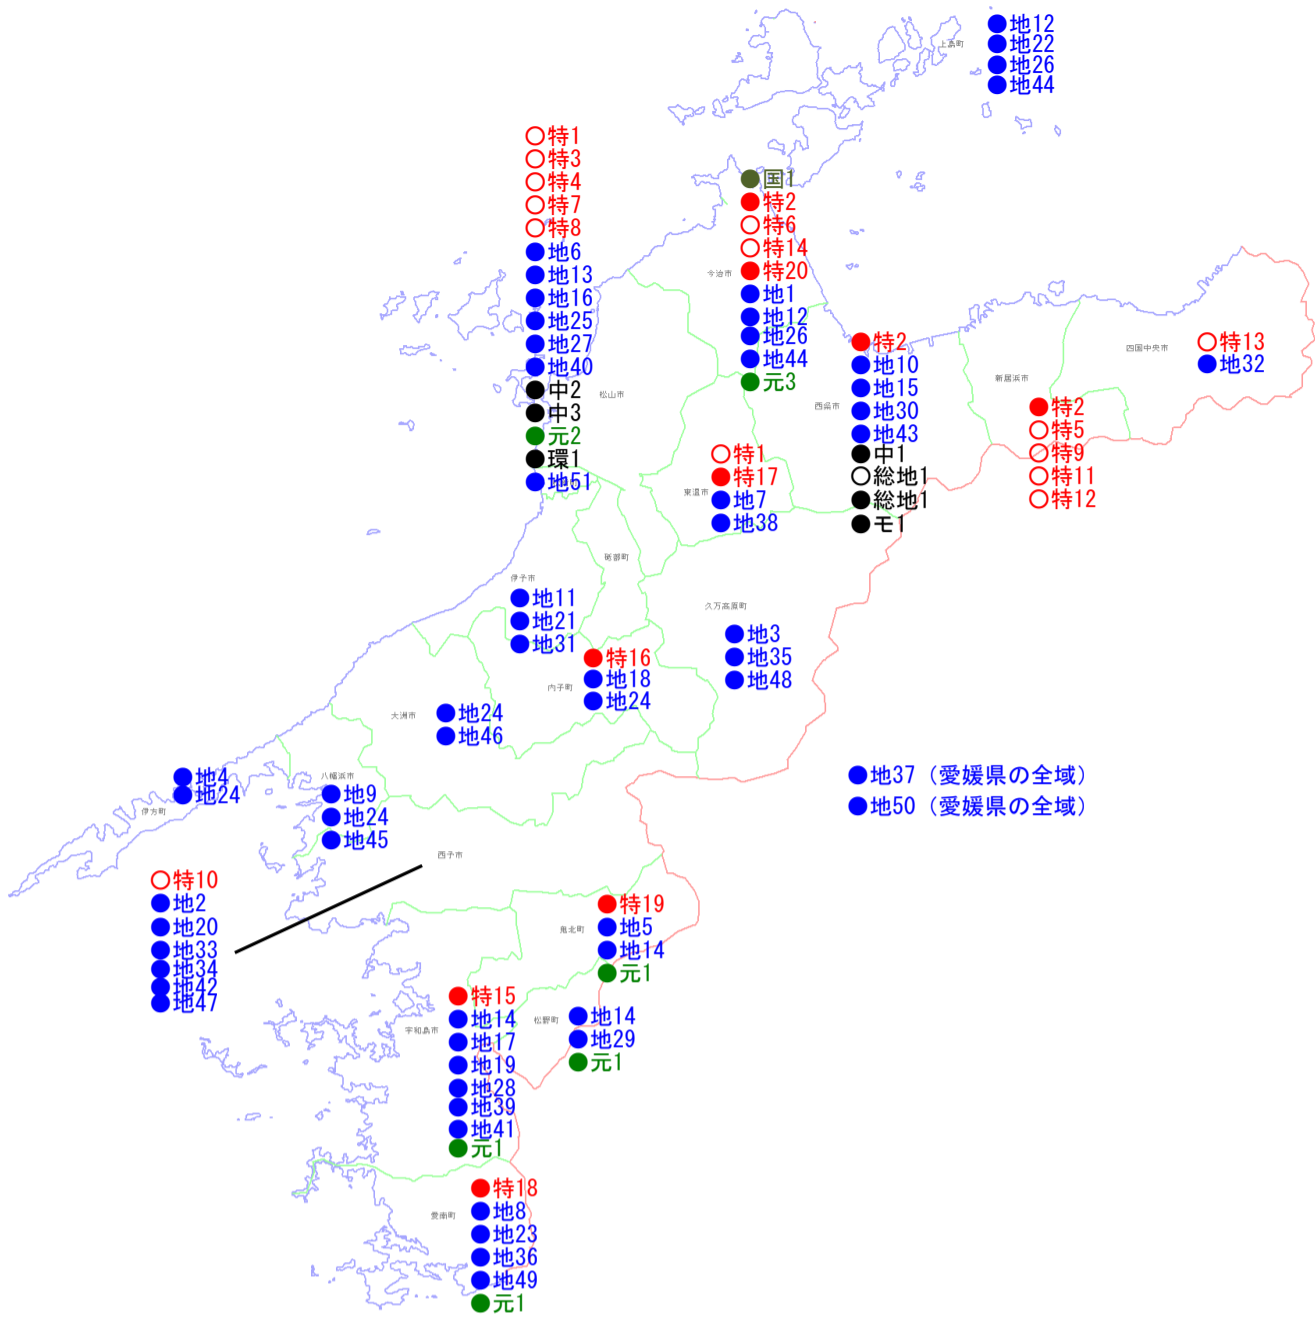 上島町
●地12
●地22
●地26
●地44
○特1
○特3
○特4
○特7
○特8
●地6
●地13
●地16
●地25
●地27
●地40
●中2
●中3
●元2
●環1
●地51
松山市
●国1
●特2
○特6
○特14
●特20
●地1
●地12
●地26
●地44
●元3
今治市
●特2
●地10
●地15
●地30
●地43
●中1
○総地1
●総地1
●モ1
西条市
新居浜市
●特2
○特5
○特9
○特11
○特12
四国中央市
○特13
●地32
東温市
○特1
●特17
●地7
●地38
砥部町
伊予市
●地11
●地21
●地31
久万高原町
●地3
●地35
●地48
内子町
●特16
●地18
●地24
大洲市
●地24
●地46
●地4
●地24
伊方町
八幡浜市
●地9
●地24
●地45
●地37（愛媛県の全域）
●地50（愛媛県の全域）
西予市
○特10
●地2
●地20
●地33
●地34
●地42
●地47
鬼北町
●特19
●地5
●地14
●元1
松野町
●地14
●地29
●元1
宇和島市
●特15
●地14
●地17
●地19
●地28
●地39
●地41
●元1
愛南町
●特18
●地8
●地23
●地36
●地49
●元1